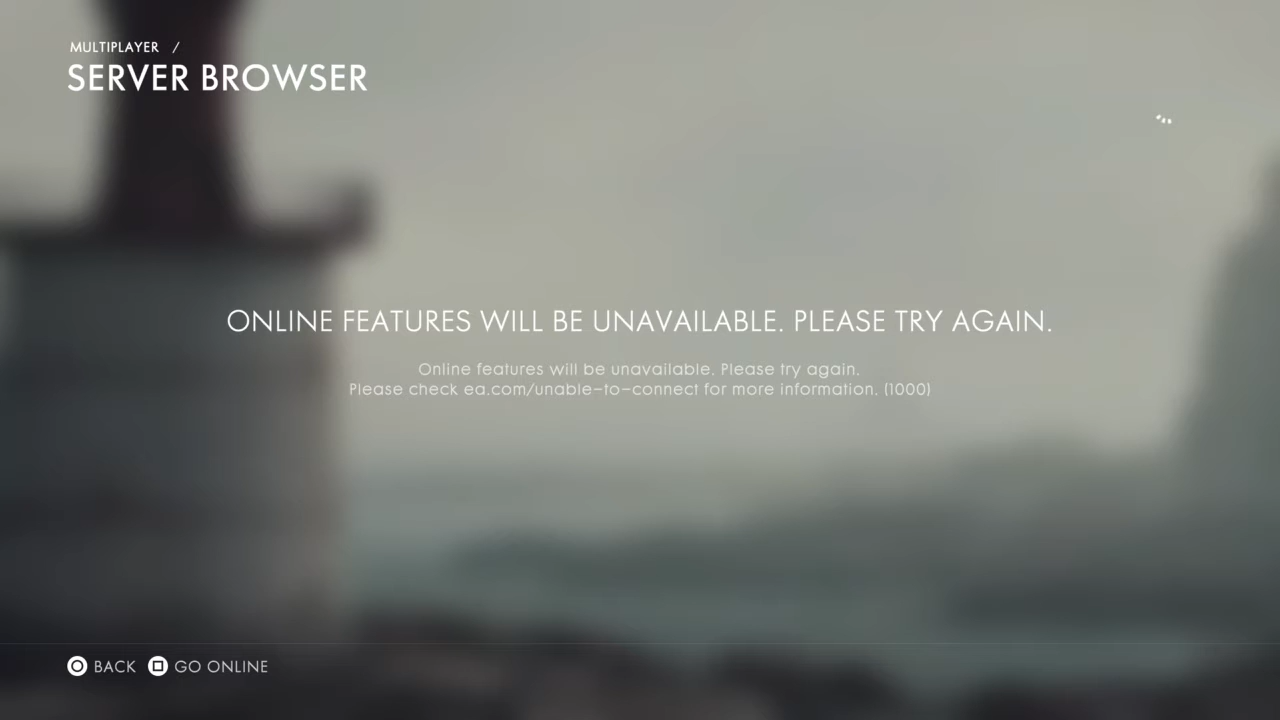 MULTIPLAYER /
SERVER BROWSER
ONLINE FEATURES WILL BE UNAVAILABLE. PLEASE TRY AGAIN.
Online features will be unavailable. Please try again.
Please check ea.com/unable-to-connect for more information. (1000)
BACK GO ONLINE